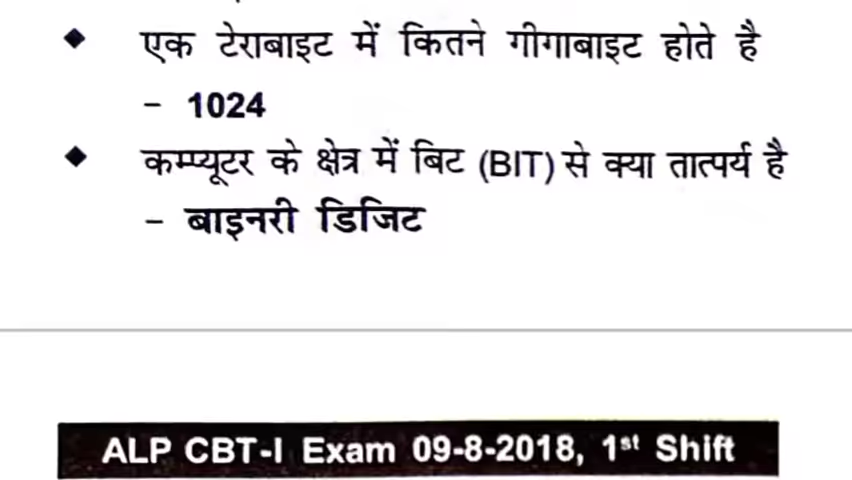 ◆ एक टेराबाइट में कितने गीगाबाइट होते है
– 1024
◆ कम्प्यूटर के क्षेत्र में बिट (BIT) से क्या तात्पर्य है
– बाइनरी डिजिट
ALP CBT-I Exam 09-8-2018, 1st Shift